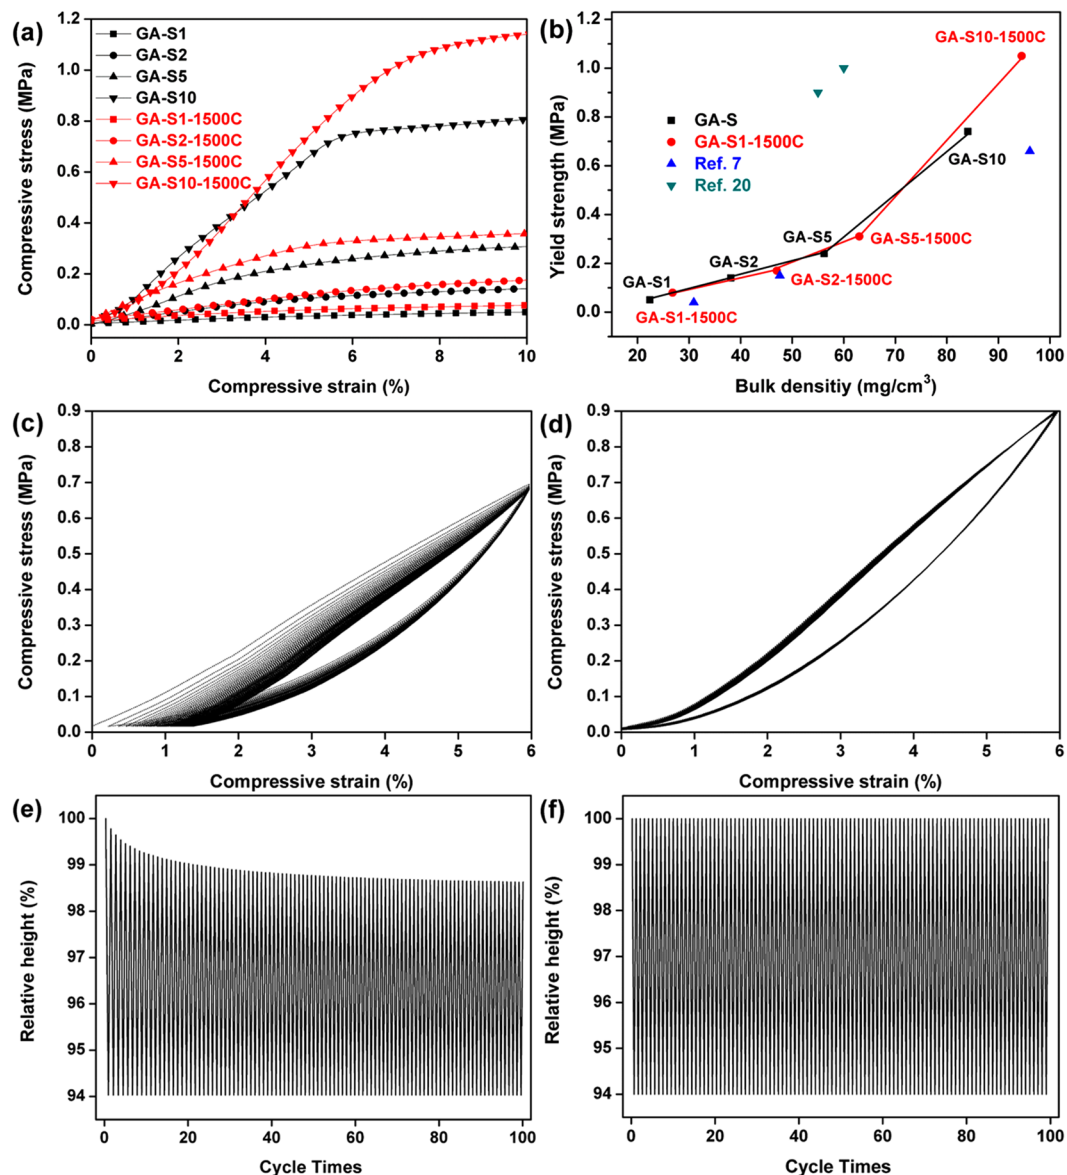 (a)
1.2
1.0
0.8
0.6
0.4
0.2
0.0
Compressive stress (MPa)
GA-S1
GA-S2
GA-S5
GA-S10
GA-S1-1500C
GA-S2-1500C
GA-S5-1500C
GA-S10-1500C
0 2 4 6 8 10
Compressive strain (%)
(b)
1.2
1.0
0.8
0.6
0.4
0.2
0.0
Yield strength (MPa)
GA-S
GA-S1-1500C
Ref. 7
Ref. 20
GA-S10-1500C
GA-S10
GA-S5
GA-S5-1500C
GA-S2
GA-S2-1500C
GA-S1
GA-S1-1500C
20 30 40 50 60 70 80 90 100
Bulk densitiy (mg/cm³)
(c)
0.9
0.8
0.7
0.6
0.5
0.4
0.3
0.2
0.1
0.0
Compressive stress (MPa)
0 1 2 3 4 5 6
Compressive strain (%)
(d)
0.9
0.8
0.7
0.6
0.5
0.4
0.3
0.2
0.1
0.0
Compressive stress (MPa)
0 1 2 3 4 5 6
Compressive strain (%)
(e)
100
99
98
97
96
95
94
Relative height (%)
0 20 40 60 80 100
Cycle Times
(f)
100
99
98
97
96
95
94
Relative height (%)
0 20 40 60 80 100
Cycle Times